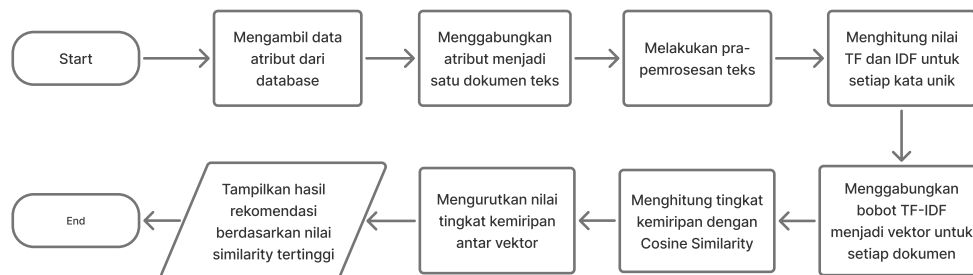 Start
Mengambil data
atribut dari
database
Menggabungkan
atribut menjadi
satu dokumen teks
Melakukan pra-
pemrosesan teks
Menghitung nilai
TF dan IDF untuk
setiap kata unik
Menggabungkan
bobot TF-IDF
menjadi vektor untuk
setiap dokumen
Menghitung tingkat
kemiripan dengan
Cosine Similarity
Mengurutkan nilai
tingkat kemiripan
antar vektor
Tampilkan hasil
rekomendasi
berdasarkan nilai
similarity tertinggi
End